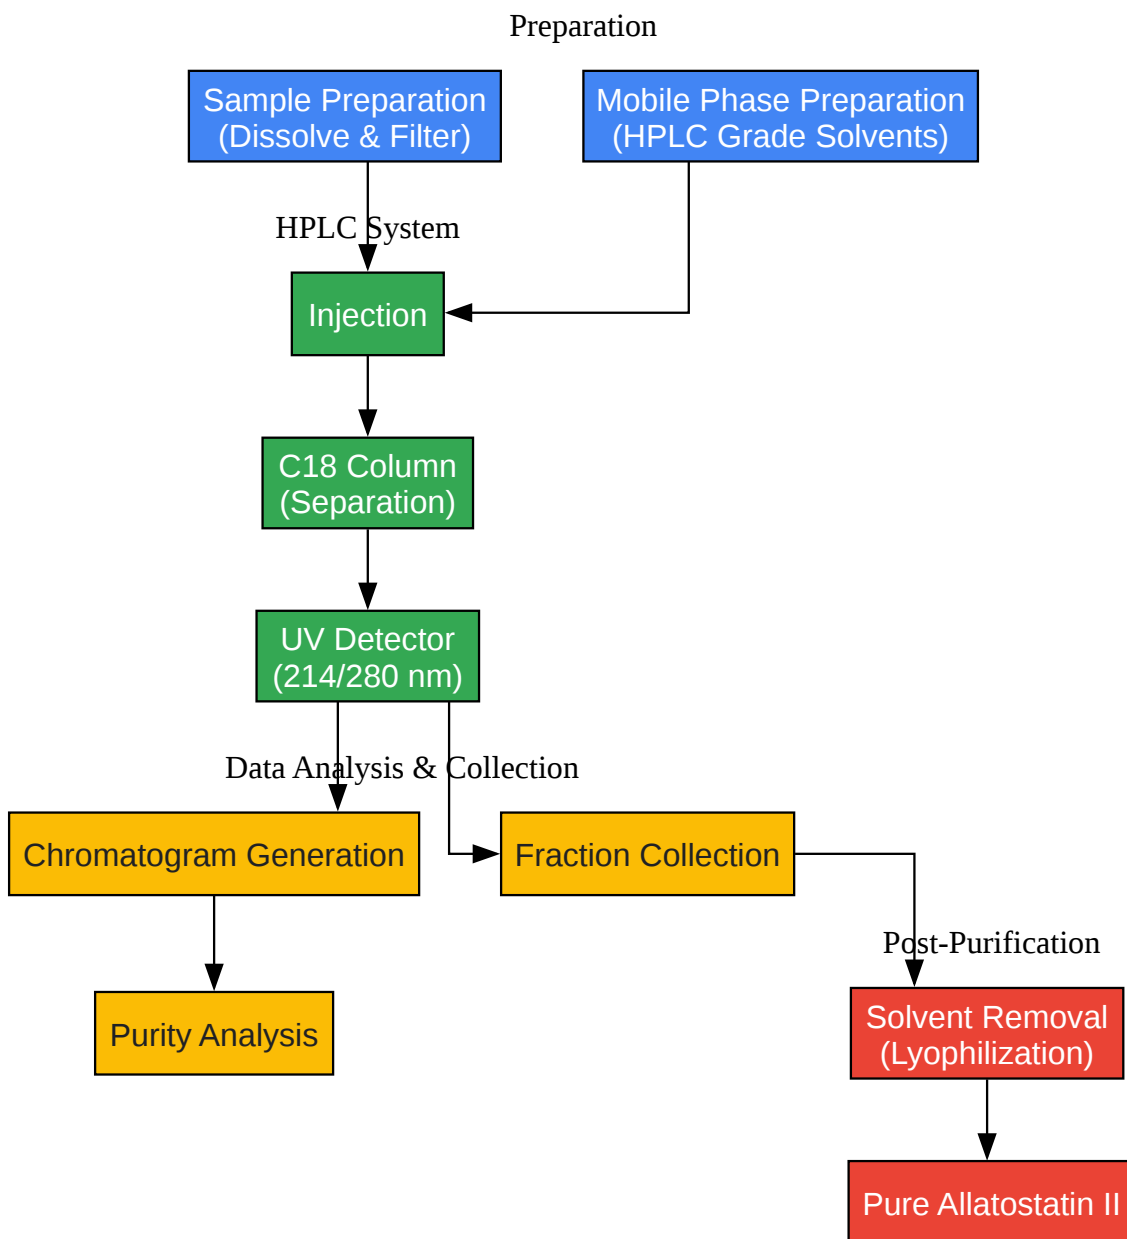 Preparation
Sample Preparation
(Dissolve & Filter)
Mobile Phase Preparation
(HPLC Grade Solvents)
HPLC System
Injection
C18 Column
(Separation)
UV Detector
(214/280 nm)
Data Analysis & Collection
Chromatogram Generation
Fraction Collection
Post-Purification
Purity Analysis
Solvent Removal
(Lyophilization)
Pure Allatostatin II